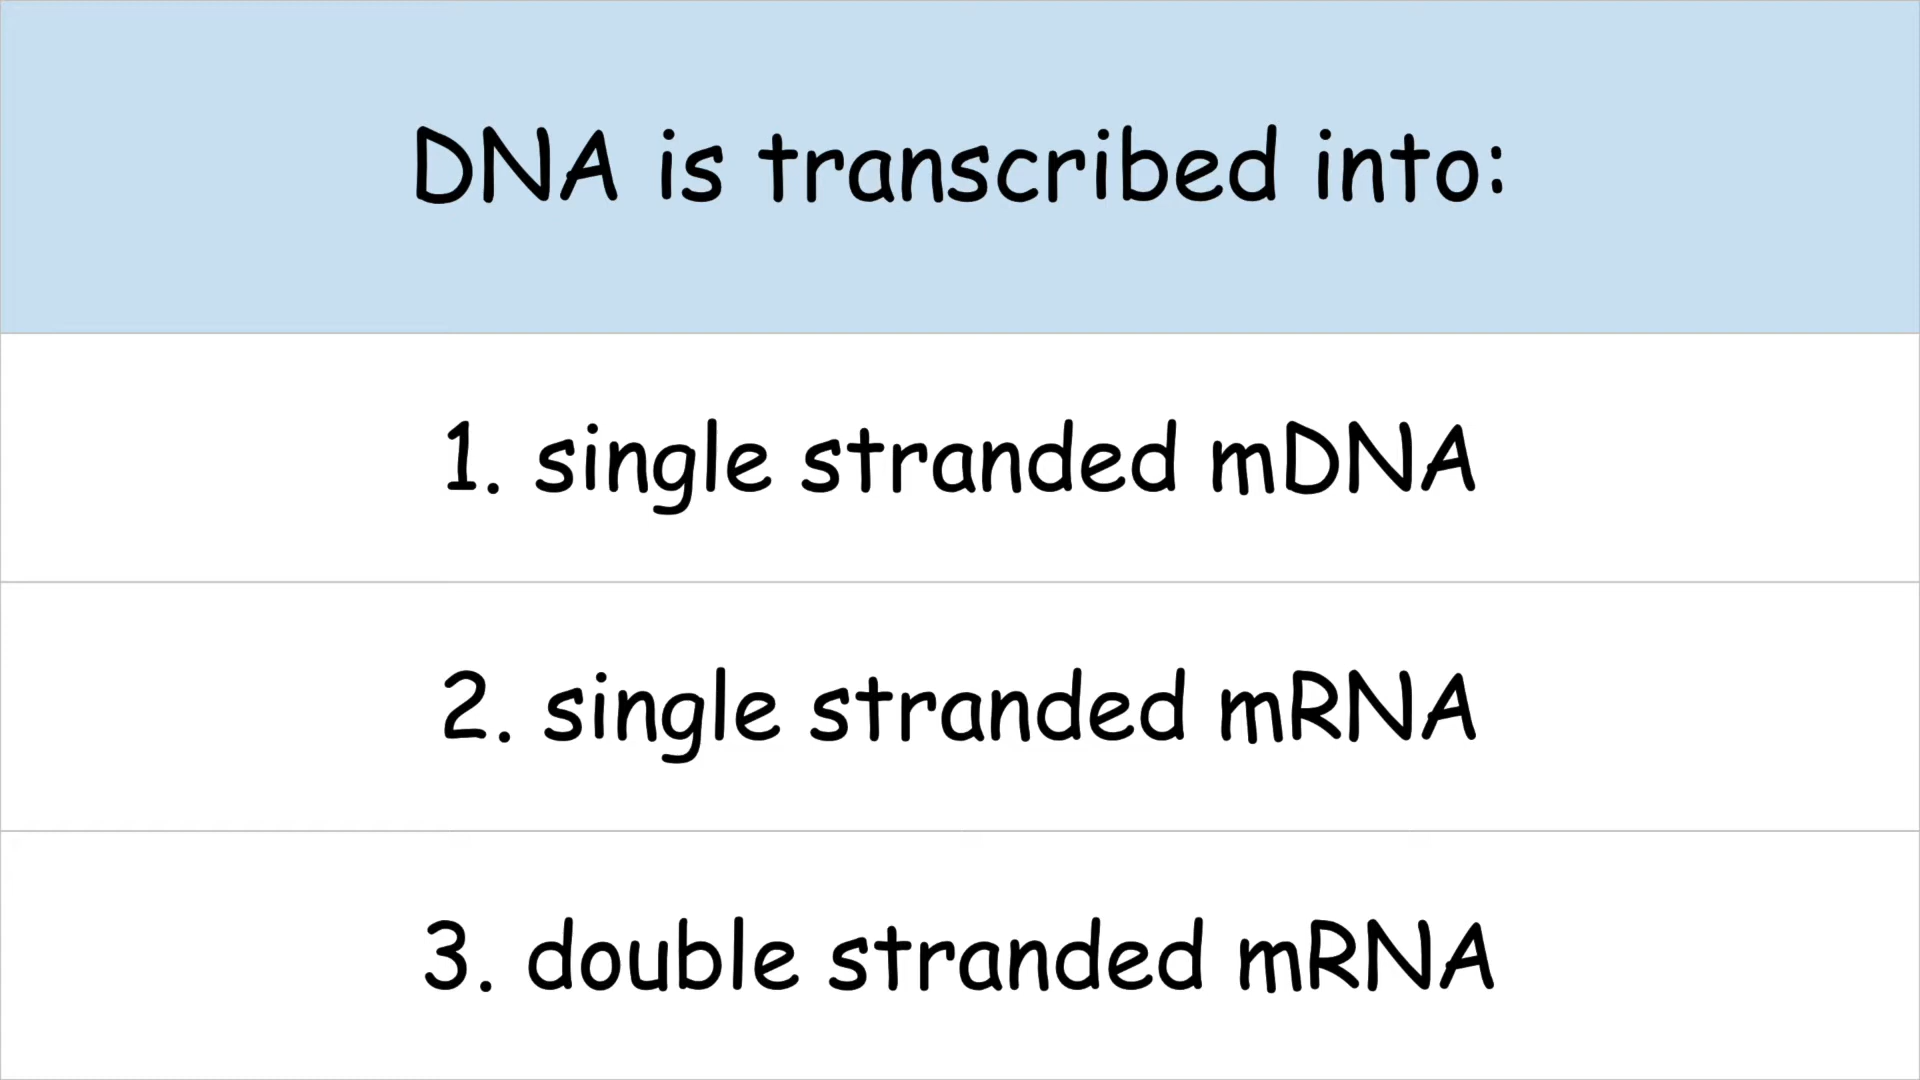 DNA is transcribed into:
1. single stranded mDNA
2. single stranded mRNA
3. double stranded mRNA